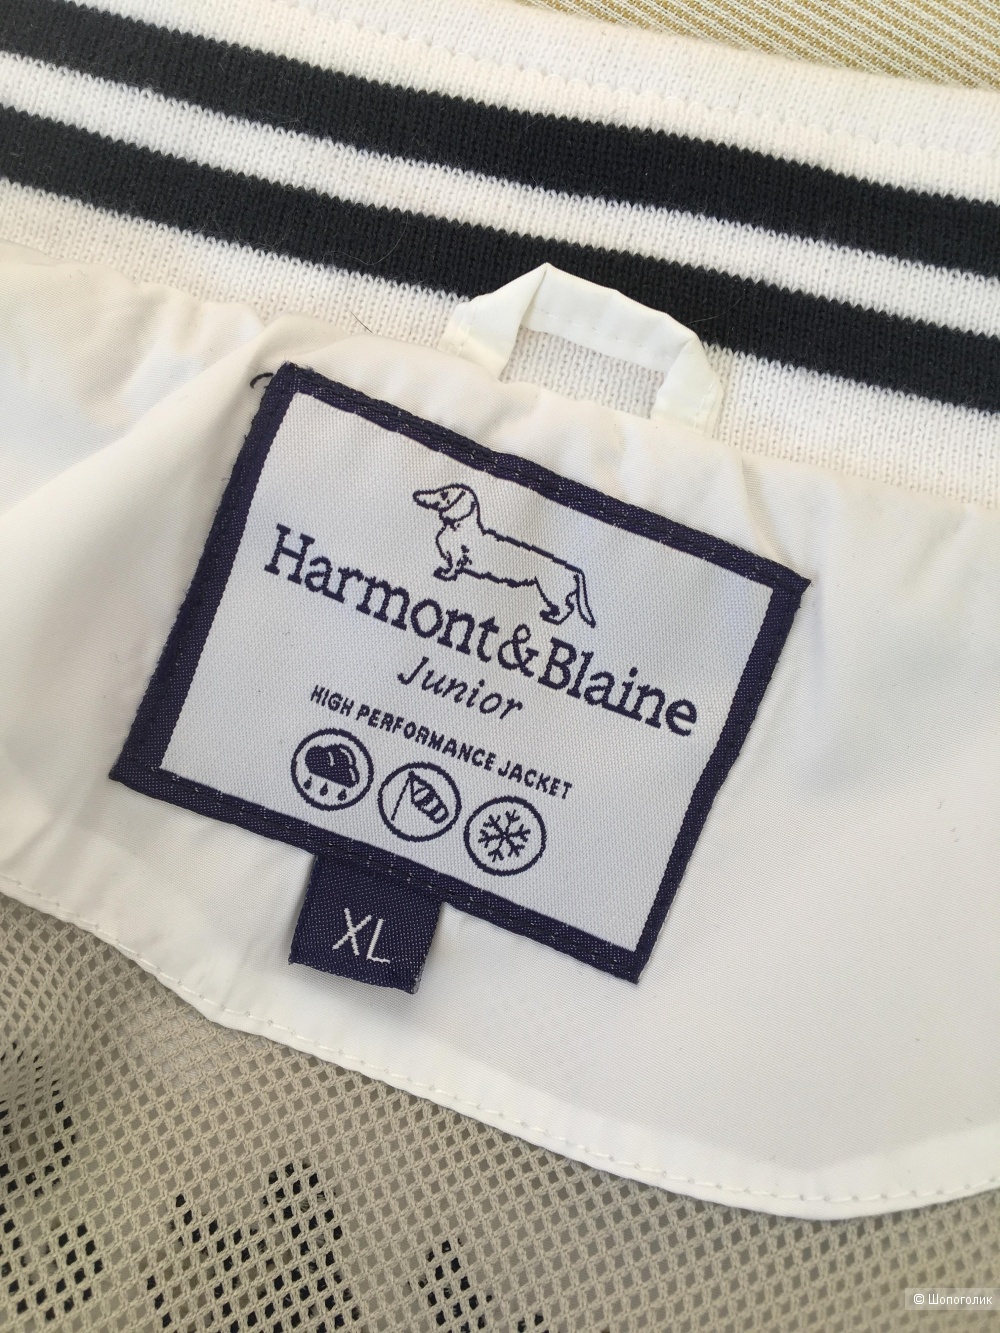 Harmont&Blaine
Junior
HIGH PERFORMANCE JACKET
XL
© Шопоголик